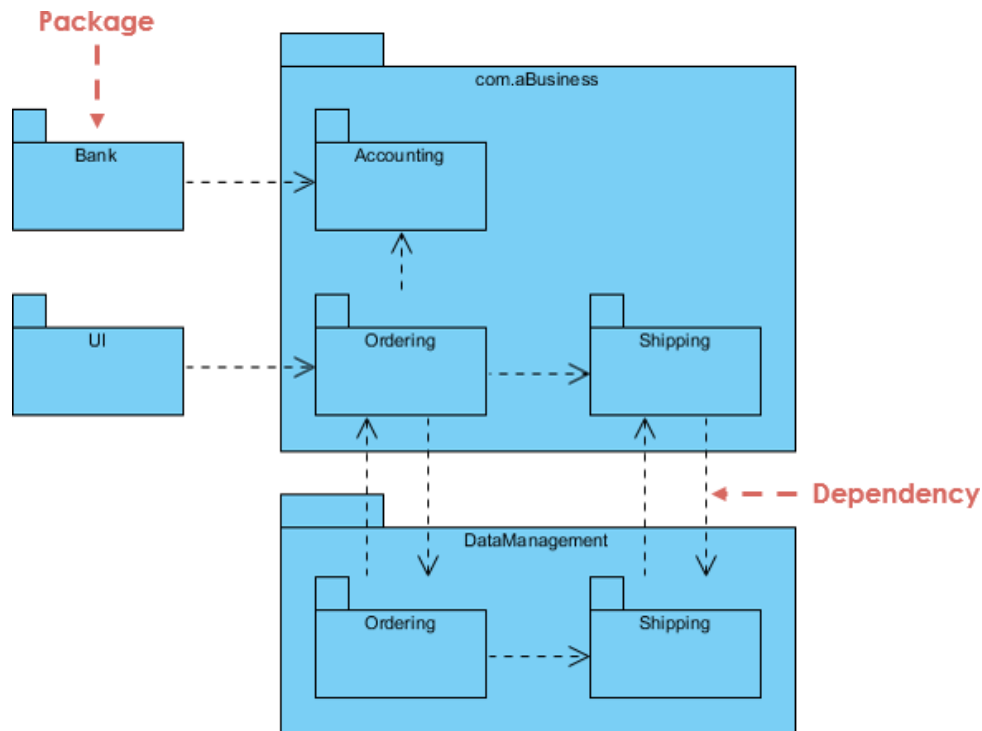 Package
com.aBusiness
Bank
Accounting
UI
Ordering
Shipping
Dependency
DataManagement
Ordering
Shipping